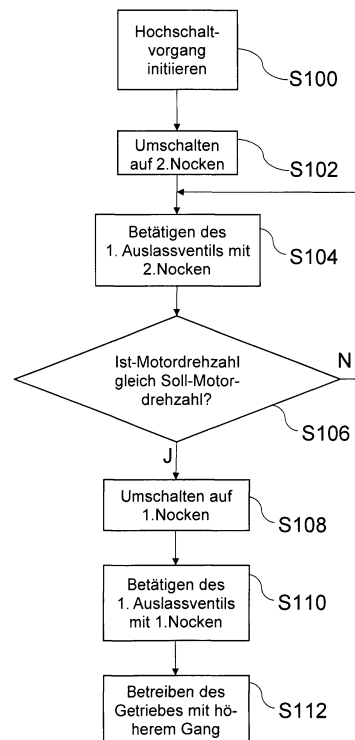 Hochschalt-
vorgang
initiieren
S100
Umschalten
auf 2.Nocken
S102
Betätigen des
1. Auslassventils mit
2.Nocken
S104
Ist-Motordrehzahl
gleich Soll-Motor-
drehzahl?
N
S106
J
Umschalten auf
1.Nocken
S108
Betätigen des
1. Auslassventils
mit 1.Nocken
S110
Betreiben des
Getriebes mit hö-
herem Gang
S112